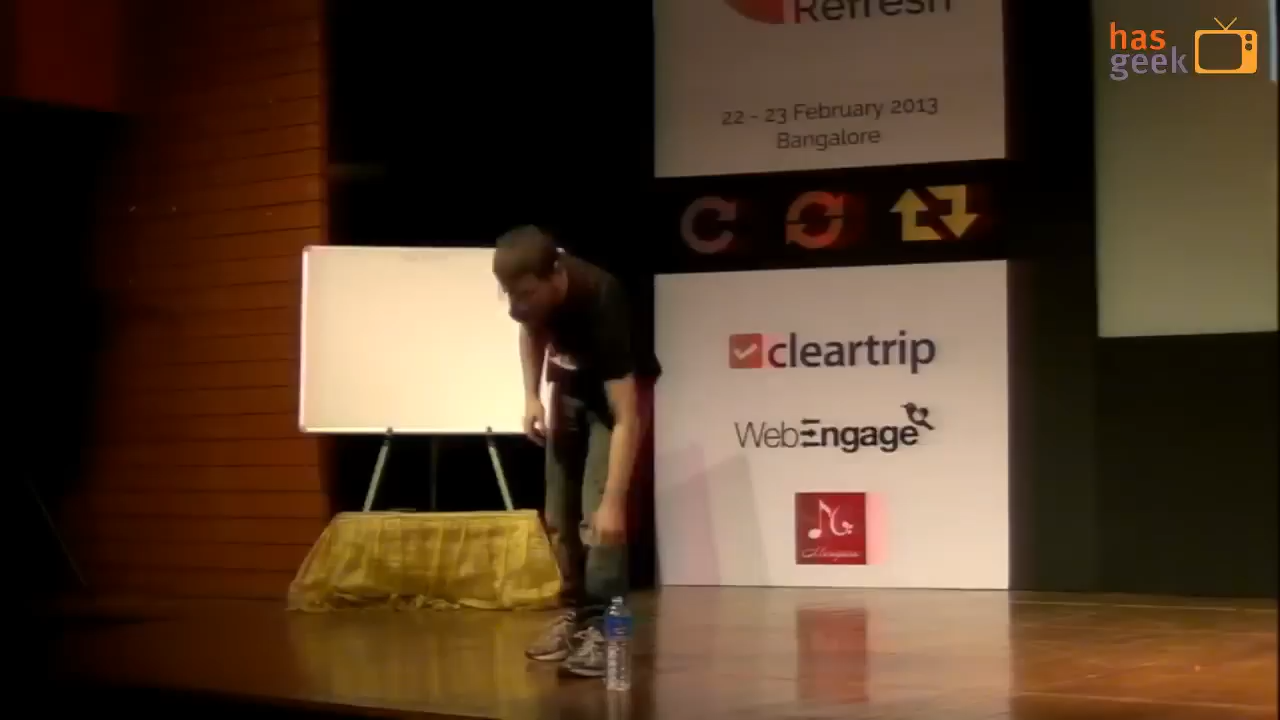 Refresh
has
geek
22 - 23 February 2013
Bangalore
cleartrip
WebEngage